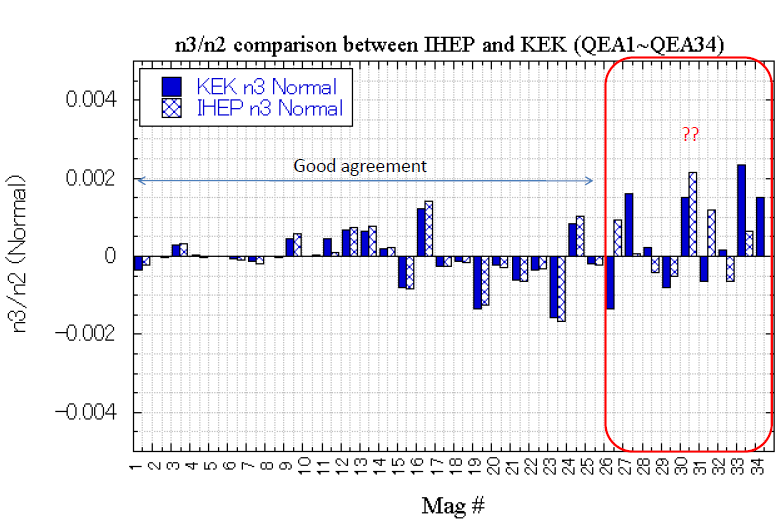 n3/n2 comparison between IHEP and KEK (QEA1~QEA34)
KEK n3 Normal
IHEP n3 Normal
??
Good agreement
0.004
0.002
0
−0.002
−0.004
n3/n2 (Normal)
1 2 3 4 5 6 7 8 9 10 11 12 13 14 15 16 17 18 19 20 21 22 23 24 25 26 27 28 29 30 31 32 33 34
Mag #